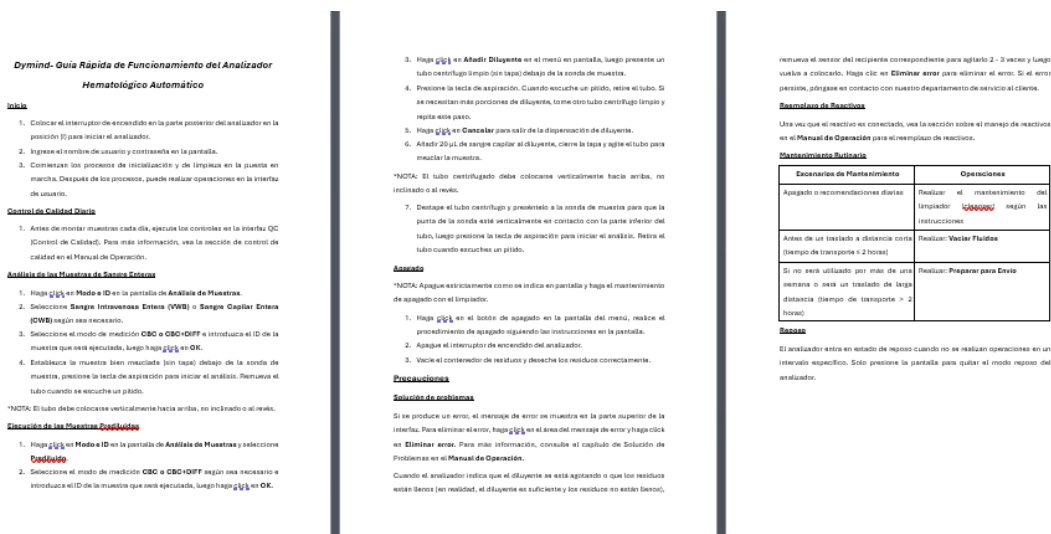 Dymind- Guía Rápida de Funcionamiento del Analizador
Hematológico Automático
Inicio
1. Colocar el interruptor de encendido en la parte posterior del analizador en la
posición (I) para iniciar el analizador.
2. Ingrese el nombre de usuario y contraseña en la pantalla.
3. Comienzan los procesos de inicialización y de limpieza en la puesta en
marcha. Después de los procesos, puede realizar operaciones en la interfaz
de usuario.
Control de Calidad Diario
1. Antes de montar muestras cada día, ejecute los controles en la interfaz QC
(Control de Calidad). Para más información, vea la sección de control de
calidad en el Manual de Operación.
Análisis de las Muestras de Sangre Enteras
1. Haga click en Modo e ID en la pantalla de Análisis de Muestras.
2. Seleccione Sangre Intravenosa Entera (VWB) o Sangre Capilar Entera
(CWB) según sea necesario.
3. Seleccione el modo de medición CBC o CBC+DIFF e introduzca el ID de la
muestra que será ejecutada, luego haga click en OK.
4. Establezca la muestra bien mezclada (sin tapa) debajo de la sonda de
muestra, presione la tecla de aspiración para iniciar el análisis. Remueva el
tubo cuando se escuche un pitido.
*NOTA: El tubo debe colocarse verticalmente hacia arriba, no inclinado o al revés.
Ejecución de las Muestras Prediluidas
1. Haga click en Modo e ID en la pantalla de Análisis de Muestras y seleccione
Prediluido.
2. Seleccione el modo de medición CBC o CBC+DIFF según sea necesario e
introduzca el ID de la muestra que será ejecutada, luego haga click en OK.
3. Haga click en Añadir Diluyente en el menú en pantalla, luego presente un
tubo centrífugo limpio (sin tapa) debajo de la sonda de muestra.
4. Presione la tecla de aspiración. Cuando escuche un pitido, retire el tubo. Si
se necesitan más porciones de diluyente, tome otro tubo centrífugo limpio y
repita este paso.
5. Haga click en Cancelar para salir de la dispensación de diluyente.
6. Añadir 20 µL de sangre capilar al diluyente, cierre la tapa y agite el tubo para
mezclar la muestra.
*NOTA: El tubo centrifugado debe colocarse verticalmente hacia arriba, no
inclinado o al revés.
7. Destape el tubo centrífugo y preséntelo a la sonda de muestra para que la
punta de la sonda esté verticalmente en contacto con la parte inferior del
tubo, luego presione la tecla de aspiración para iniciar el análisis. Retira el
tubo cuando escuches un pitido.
Apagado
*NOTA: Apague estrictamente como se indica en pantalla y haga el mantenimiento
de apagado con el limpiador.
1. Haga click en el botón de apagado en la pantalla del menú, realice el
procedimiento de apagado siguiendo las instrucciones en la pantalla.
2. Apague el interruptor de encendido del analizador.
3. Vacíe el contenedor de residuos y deseche los residuos correctamente.
Precauciones
Solución de problemas
Si se produce un error, el mensaje de error se muestra en la parte superior de la
interfaz. Para eliminar el error, haga click en el área del mensaje de error y haga click
en Eliminar error. Para más información, consulte el capítulo de Solución de
Problemas en el Manual de Operación.
Cuando el analizador indica que el diluyente se está agotando o que los residuos
están llenos (en realidad, el diluyente es suficiente y los residuos no están llenos),
remueva el sensor del recipiente correspondiente para agitarlo 2 - 3 veces y luego
vuelva a colocarlo. Haga clic en Eliminar error para eliminar el error. Si el error
persiste, póngase en contacto con nuestro departamento de servicio al cliente.
Reemplazo de Reactivos
Una vez que el reactivo es conectado, vea la sección sobre el manejo de reactivos
en el Manual de Operación para el reemplazo de reactivos.
Mantenimiento Rutinario
Escenarios de Mantenimiento Operaciones
Apagado o recomendaciones diarias Realizar el mantenimiento del
limpiador (cleanser) según las
instrucciones
Antes de un traslado a distancia corta Realizar: Vaciar Fluidos
(tiempo de transporte ≤ 2 horas)
Si no será utilizado por más de una Realizar: Preparar para Envío
semana o será un traslado de larga
distancia (tiempo de transporte > 2
horas)
Reposo
El analizador entra en estado de reposo cuando no se realizan operaciones en un
intervalo específico. Solo presione la pantalla para quitar el modo reposo del
analizador.